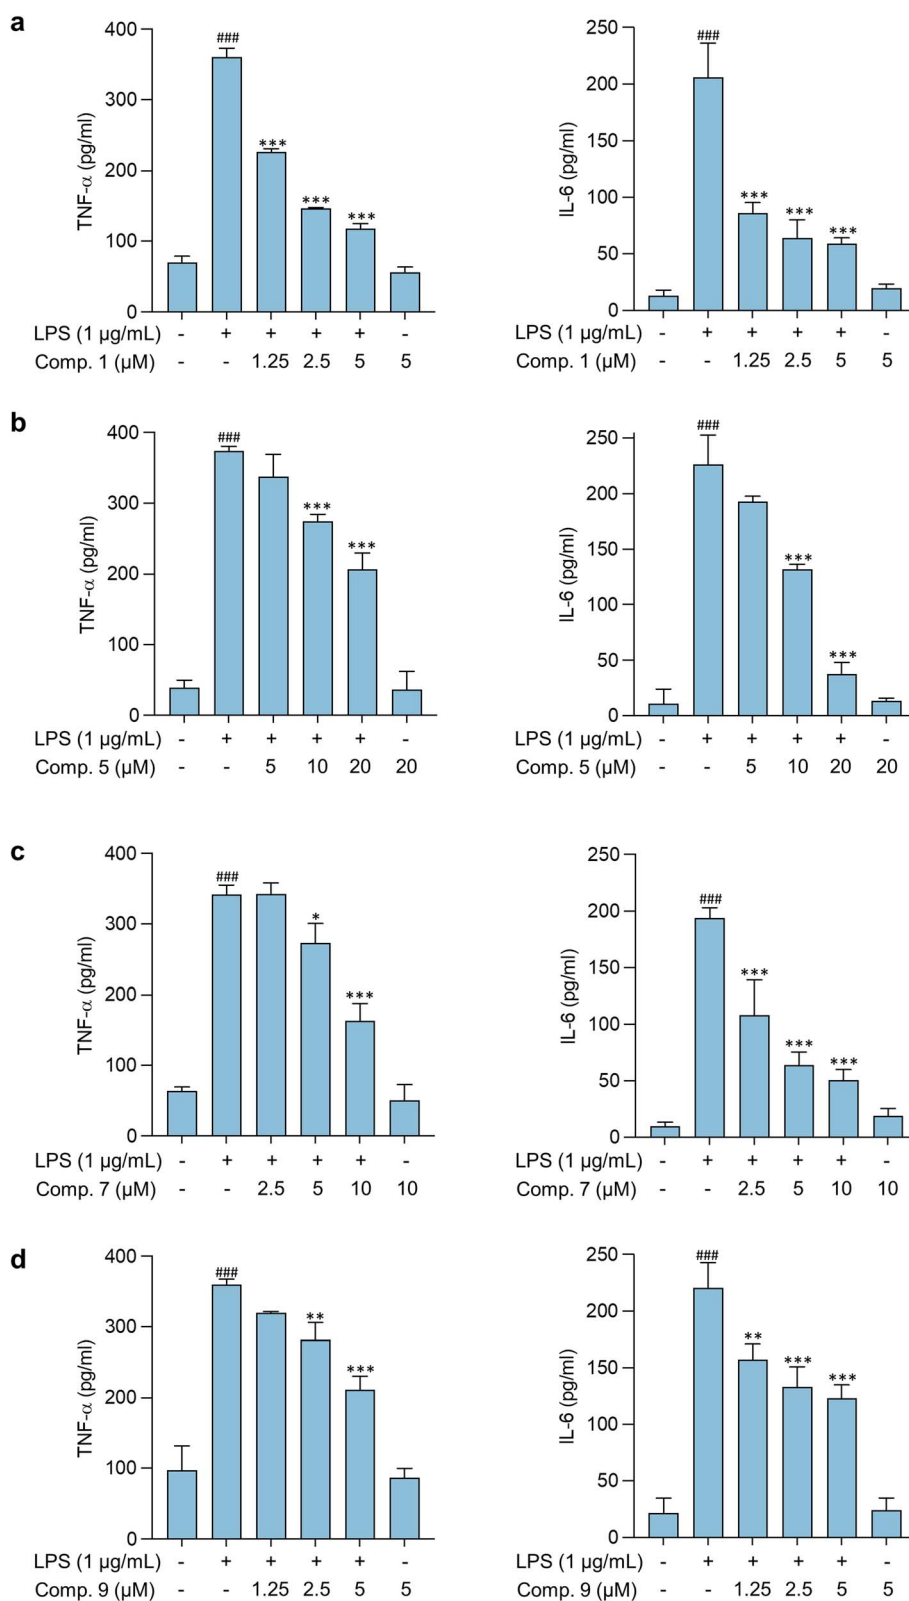 a
TNF-α (pg/ml)
400
300
200
100
0
###
***
***
***
LPS (1 µg/mL) - + + + + -
Comp. 1 (µM) - - 1.25 2.5 5 5
IL-6 (pg/ml)
250
200
150
100
50
0
###
***
***
***
LPS (1 µg/mL) - + + + + -
Comp. 1 (µM) - - 1.25 2.5 5 5
b
TNF-α (pg/ml)
400
300
200
100
0
###
***
***
LPS (1 µg/mL) - + + + + -
Comp. 5 (µM) - - 5 10 20 20
IL-6 (pg/ml)
250
200
150
100
50
0
###
***
***
LPS (1 µg/mL) - + + + + -
Comp. 5 (µM) - - 5 10 20 20
c
TNF-α (pg/ml)
400
300
200
100
0
###
*
***
LPS (1 µg/mL) - + + + + -
Comp. 7 (µM) - - 2.5 5 10 10
IL-6 (pg/ml)
250
200
150
100
50
0
###
***
***
***
LPS (1 µg/mL) - + + + + -
Comp. 7 (µM) - - 2.5 5 10 10
d
TNF-α (pg/ml)
400
300
200
100
0
###
**
***
LPS (1 µg/mL) - + + + + -
Comp. 9 (µM) - - 1.25 2.5 5 5
IL-6 (pg/ml)
250
200
150
100
50
0
###
**
***
***
LPS (1 µg/mL) - + + + + -
Comp. 9 (µM) - - 1.25 2.5 5 5